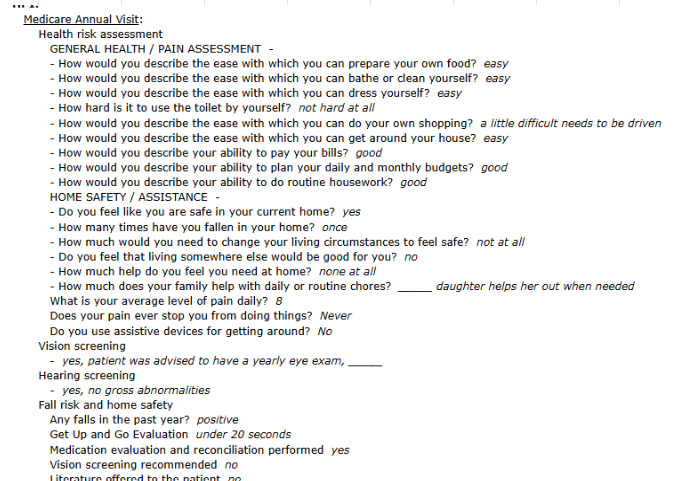 HPI:
Medicare Annual Visit:
Health risk assessment
GENERAL HEALTH / PAIN ASSESSMENT -
- How would you describe the ease with which you can prepare your own food? easy
- How would you describe the ease with which you can bathe or clean yourself? easy
- How would you describe the ease with which you can dress yourself? easy
- How hard is it to use the toilet by yourself? not hard at all
- How would you describe the ease with which you can do your own shopping? a little difficult needs to be driven
- How would you describe the ease with which you can get around your house? easy
- How would you describe your ability to pay your bills? good
- How would you describe your ability to plan your daily and monthly budgets? good
- How would you describe your ability to do routine housework? good
HOME SAFETY / ASSISTANCE -
- Do you feel like you are safe in your current home? yes
- How many times have you fallen in your home? once
- How much would you need to change your living circumstances to feel safe? not at all
- Do you feel that living somewhere else would be good for you? no
- How much help do you feel you need at home? none at all
- How much does your family help with daily or routine chores? _____ daughter helps her out when needed
What is your average level of pain daily? 8
Does your pain ever stop you from doing things? Never
Do you use assistive devices for getting around? No
Vision screening
- yes, patient was advised to have a yearly eye exam, _____
Hearing screening
- yes, no gross abnormalities
Fall risk and home safety
Any falls in the past year? positive
Get Up and Go Evaluation under 20 seconds
Medication evaluation and reconciliation performed yes
Vision screening recommended no
Literature offered to the patient no